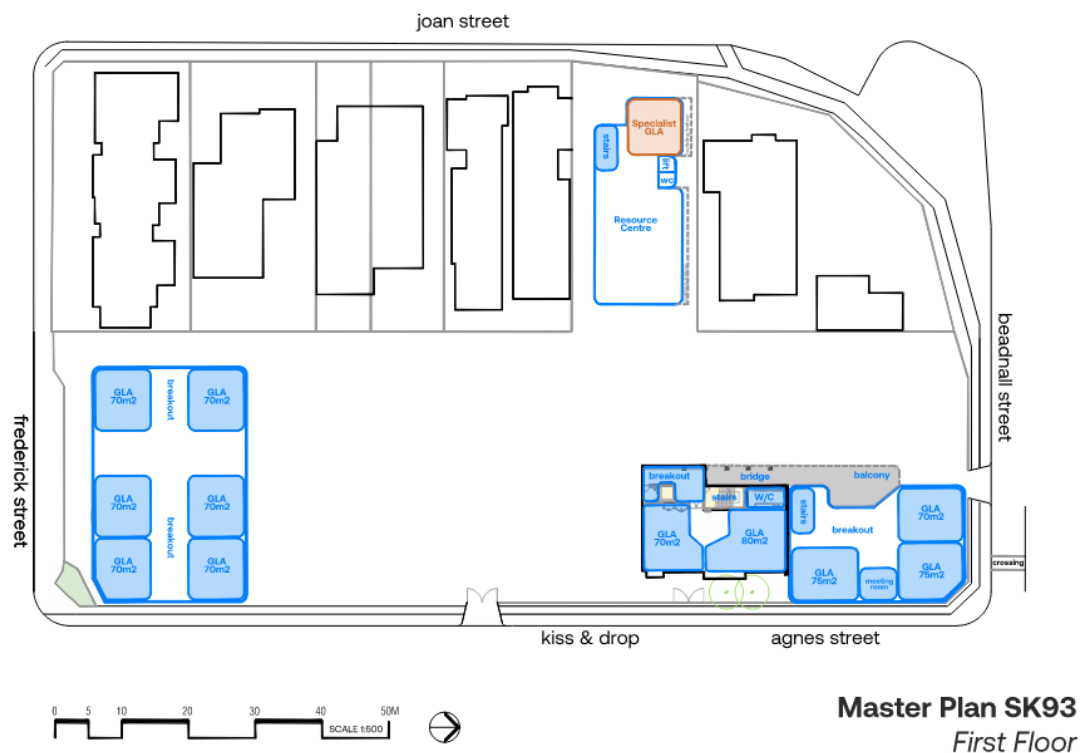 joan street
Specialist
GLA
stairs
lift
wc
Resource
Centre
beadnall street
frederick street
GLA
70m2
breakout
GLA
70m2
GLA
70m2
GLA
70m2
breakout
GLA
70m2
GLA
70m2
breakout
bridge
balcony
stairs
W/C
stairs
GLA
70m2
GLA
80m2
breakout
GLA
70m2
GLA
75m2
meeting
room
GLA
75m2
crossing
kiss & drop
agnes street
0 5 10 20 30 40 50M
SCALE 1:500
Master Plan SK93
First Floor